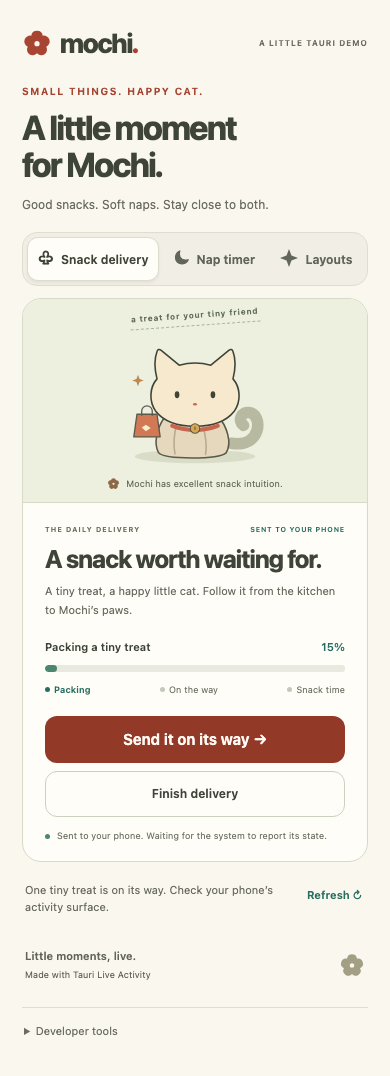 mochi.
A LITTLE TAURI DEMO
SMALL THINGS. HAPPY CAT.
A little moment
for Mochi.
Good snacks. Soft naps. Stay close to both.
Snack delivery
Nap timer
Layouts
a treat for your tiny friend
Mochi has excellent snack intuition.
THE DAILY DELIVERY
SENT TO YOUR PHONE
A snack worth waiting for.
A tiny treat, a happy little cat. Follow it from the kitchen
to Mochi's paws.
Packing a tiny treat
15%
Packing
On the way
Snack time
Send it on its way →
Finish delivery
Sent to your phone. Waiting for the system to report its state.
One tiny treat is on its way. Check your phone's
activity surface.
Refresh ↻
Little moments, live.
Made with Tauri Live Activity
▶ Developer tools